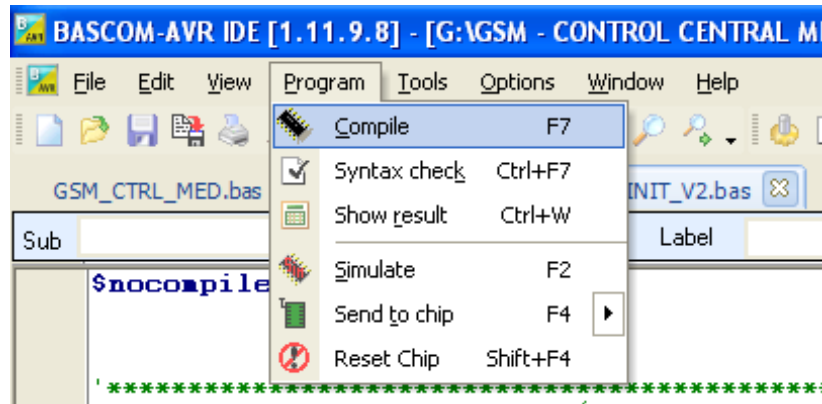 BASCOM-AVR IDE [1.11.9.8] - [G:\GSM - CONTROL CENTRAL
File Edit View Program Tools Options Window Help
Compile F7
Syntax check Ctrl+F7
Show result Ctrl+W
Simulate F2
Send to chip F4
Reset Chip Shift+F4
GSM_CTRL_MED.bas INIT_V2.bas
Sub Label
$nocompile
'*************************************************